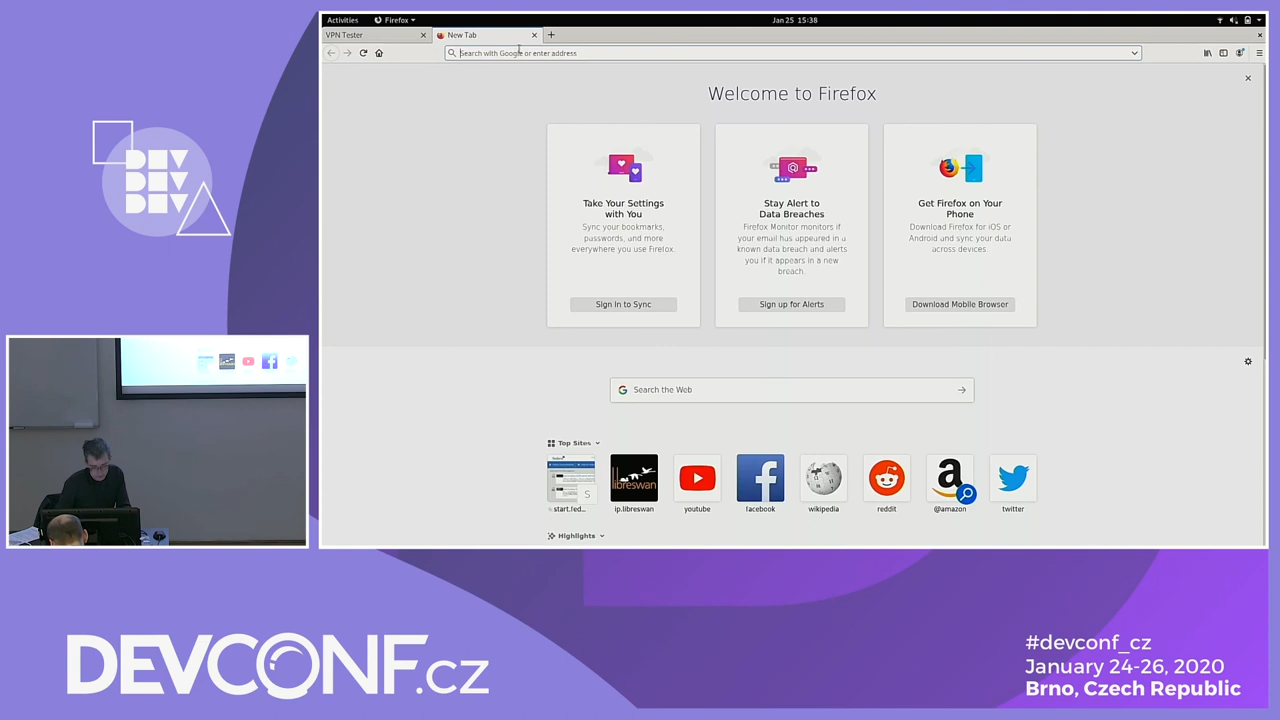 DEV
DEV
DEV
Activities
Firefox
Jan 25 15:38
VPN Tester
New Tab
Search with Google or enter address
Welcome to Firefox
Take Your Settings
with You
Sync your bookmarks,
passwords, and more
everywhere you use Firefox.
Sign In to Sync
Stay Alert to
Data Breaches
Firefox Monitor monitors if
your email has appeared in a
known data breach and alerts
you if it appears in a new
breach.
Sign up for Alerts
Get Firefox on Your
Phone
Download Firefox for iOS or
Android and sync your data
across devices.
Download Mobile Browser
Search the Web
Top Sites
S
libreswan
start.fed...
ip.libreswan
youtube
facebook
wikipedia
reddit
@amazon
twitter
Highlights
DEVCONF.cz
#devconf_cz
January 24-26, 2020
Brno, Czech Republic